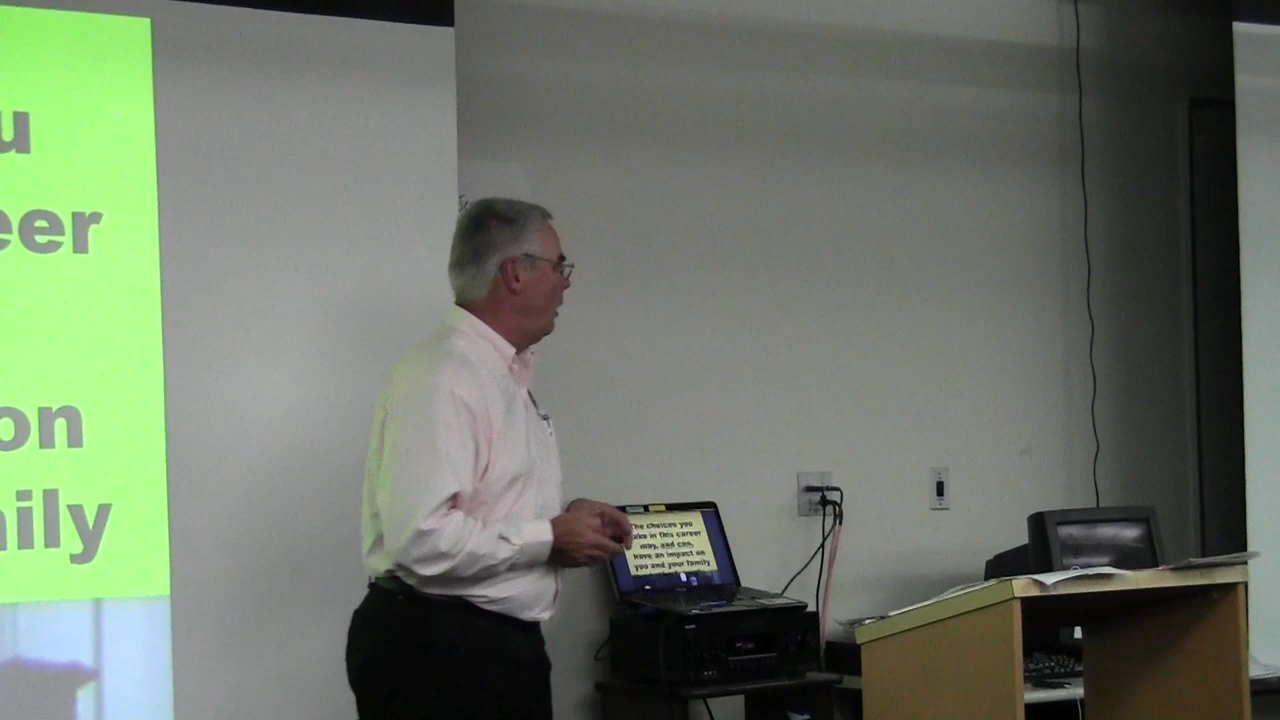 u
eer
on
mily
The choices you
make in this career
may, and can,
have an impact on
you and your family